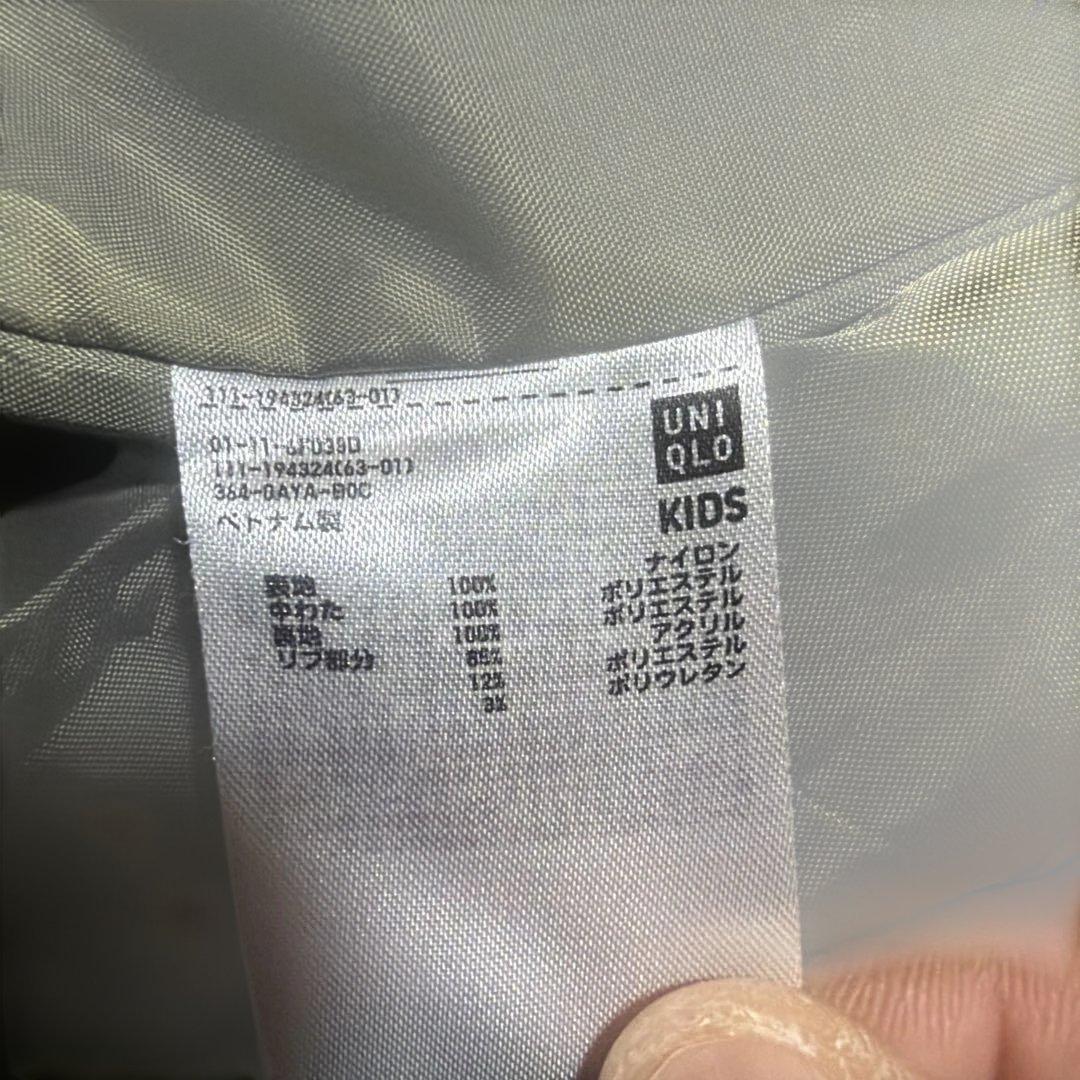 111-194324(63-01)
UNI
QLO
KIDS
01-11-6F038D
111-194324(63-01)
364-0AYA-B0C
ベトナム製
表地 100% ナイロン
中わた 100% ポリエステル
裏地 100% ポリエステル
リブ部分 85% アクリル
12% ポリエステル
3% ポリウレタン